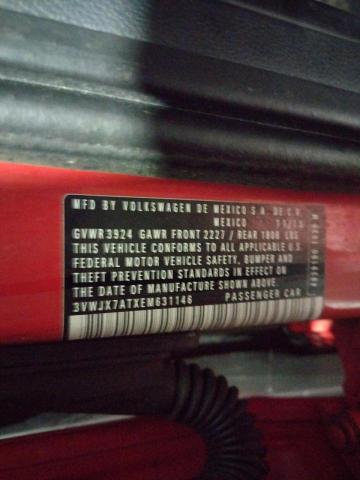 MFD BY VOLKSWAGEN DE MEXICO S.A. DE C.V.
MEXICO 11/13
GVWR 3924 GAWR FRONT 2227 / REAR 1808 LBS
THIS VEHICLE CONFORMS TO ALL APPLICABLE U.S.
FEDERAL MOTOR VEHICLE SAFETY, BUMPER AND
THEFT PREVENTION STANDARDS IN EFFECT ON
THE DATE OF MANUFACTURE SHOWN ABOVE.
3VWJX7ATXEM631146 PASSENGER CAR